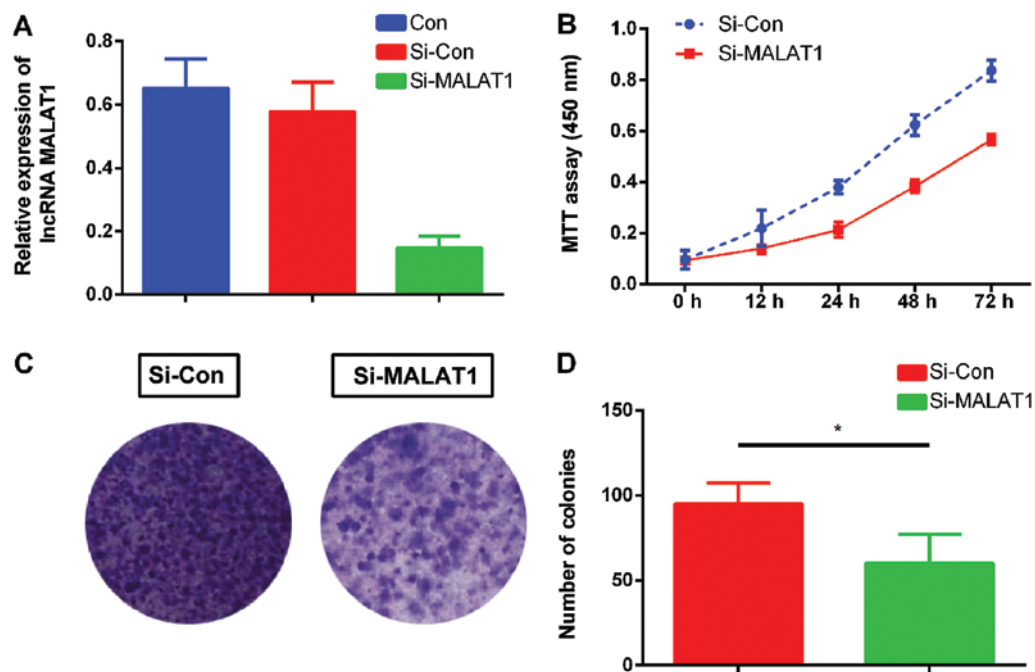 A
Relative expression of
lncRNA MALAT1
0.8
0.6
0.4
0.2
0.0
Con
Si-Con
Si-MALAT1
B
MTT assay (450 nm)
1.0
0.8
0.6
0.4
0.2
0.0
Si-Con
Si-MALAT1
0 h 12 h 24 h 48 h 72 h
C
Si-Con
Si-MALAT1
D
Number of colonies
150
100
50
0
Si-Con
Si-MALAT1
*